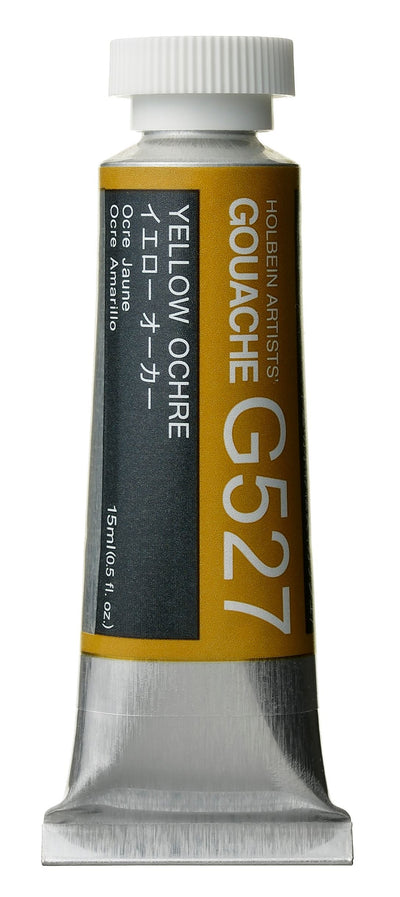 HOLBEIN ARTISTS'
GOUACHE G527
YELLOW OCHRE
イエロー オーカー
Ocre Jaune
Ocre Amarillo
15ml(0.5 fl. oz.)